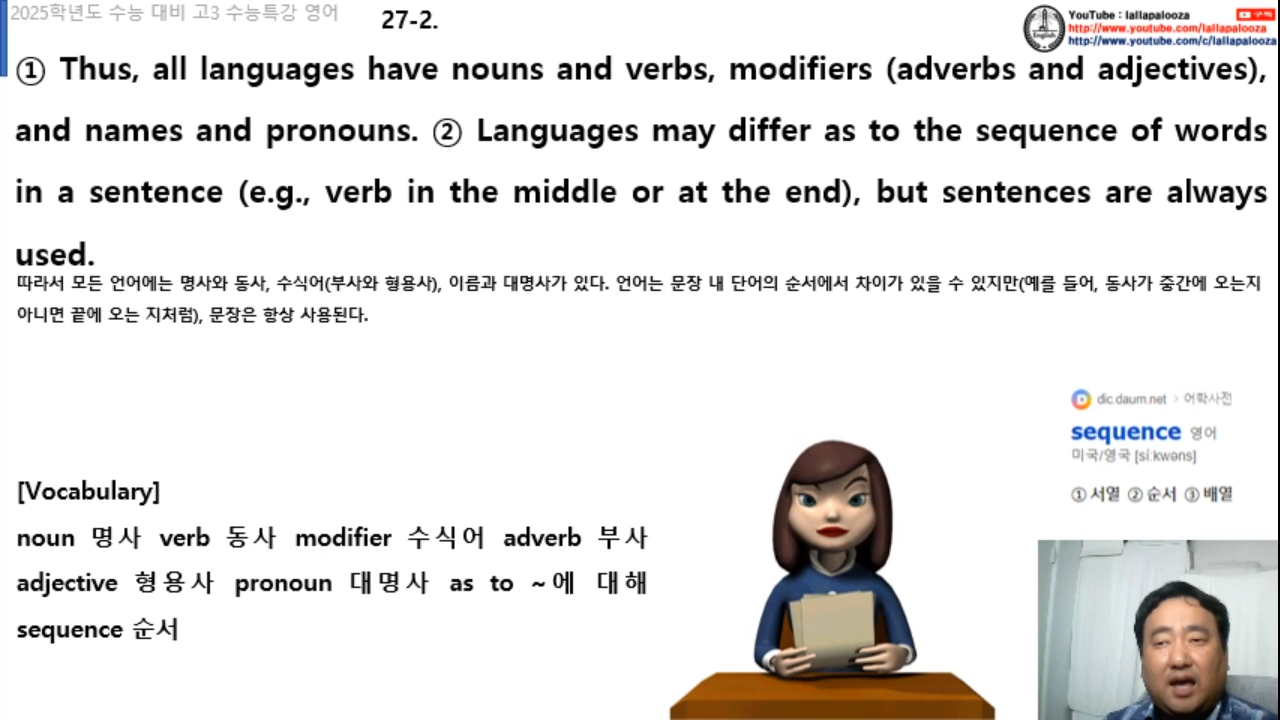 2025학년도 수능 대비 고3 수능특강 영어
27-2.
YouTube : lallapalooza
구독
http://www.youtube.com/lallapalooza
http://www.youtube.com/c/lallapalooza
English
① Thus, all languages have nouns and verbs, modifiers (adverbs and adjectives),
and names and pronouns. ② Languages may differ as to the sequence of words
in a sentence (e.g., verb in the middle or at the end), but sentences are always
used.
따라서 모든 언어에는 명사와 동사, 수식어(부사와 형용사), 이름과 대명사가 있다. 언어는 문장 내 단어의 순서에서 차이가 있을 수 있지만(예를 들어, 동사가 중간에 오는지
아니면 끝에 오는 지처럼), 문장은 항상 사용된다.
dic.daum.net › 어학사전
sequence 영어
미국/영국 [síːkwəns]
① 서열 ② 순서 ③ 배열
[Vocabulary]
noun 명사 verb 동사 modifier 수식어 adverb 부사
adjective 형용사 pronoun 대명사 as to ~에 대해
sequence 순서